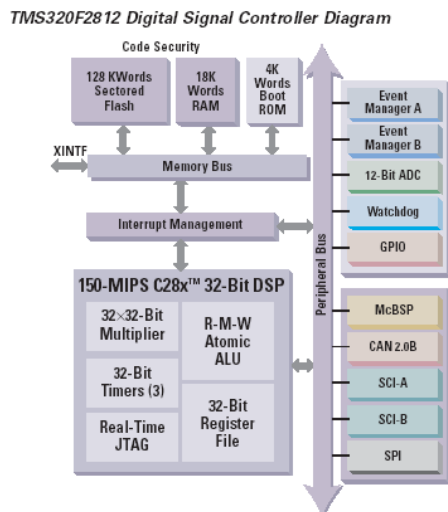 TMS320F2812 Digital Signal Controller Diagram
Code Security
128 KWords
Sectored
Flash
18K
Words
RAM
4K
Words
Boot
ROM
XINTF
Memory Bus
Interrupt Management
150-MIPS C28x™ 32-Bit DSP
32×32-Bit
Multiplier
R-M-W
Atomic
ALU
32-Bit
Timers (3)
32-Bit
Register
File
Real-Time
JTAG
Peripheral Bus
Event
Manager A
Event
Manager B
12-Bit ADC
Watchdog
GPIO
McBSP
CAN 2.0B
SCI-A
SCI-B
SPI